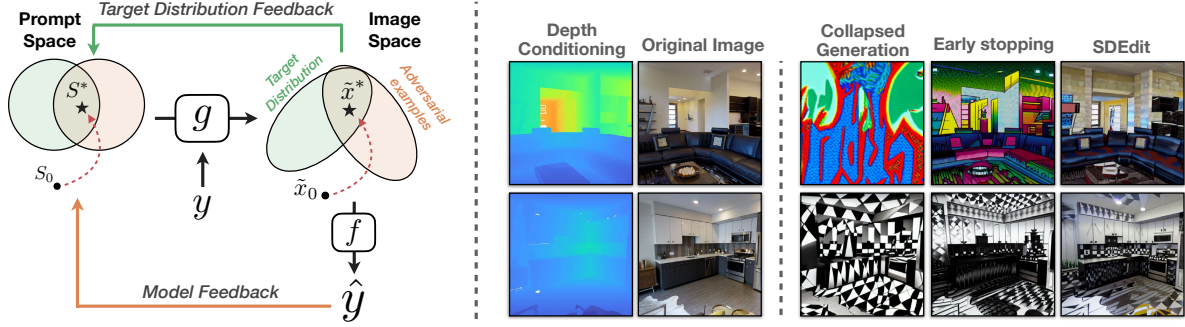 Target Distribution Feedback
Prompt
Space
Image
Space
S*
S₀
g
y
Target
Distribution
Adversarial
examples
x̃*
x̃₀
f
ŷ
Model Feedback
Depth
Conditioning
Original Image
Collapsed
Generation
Early stopping
SDEdit